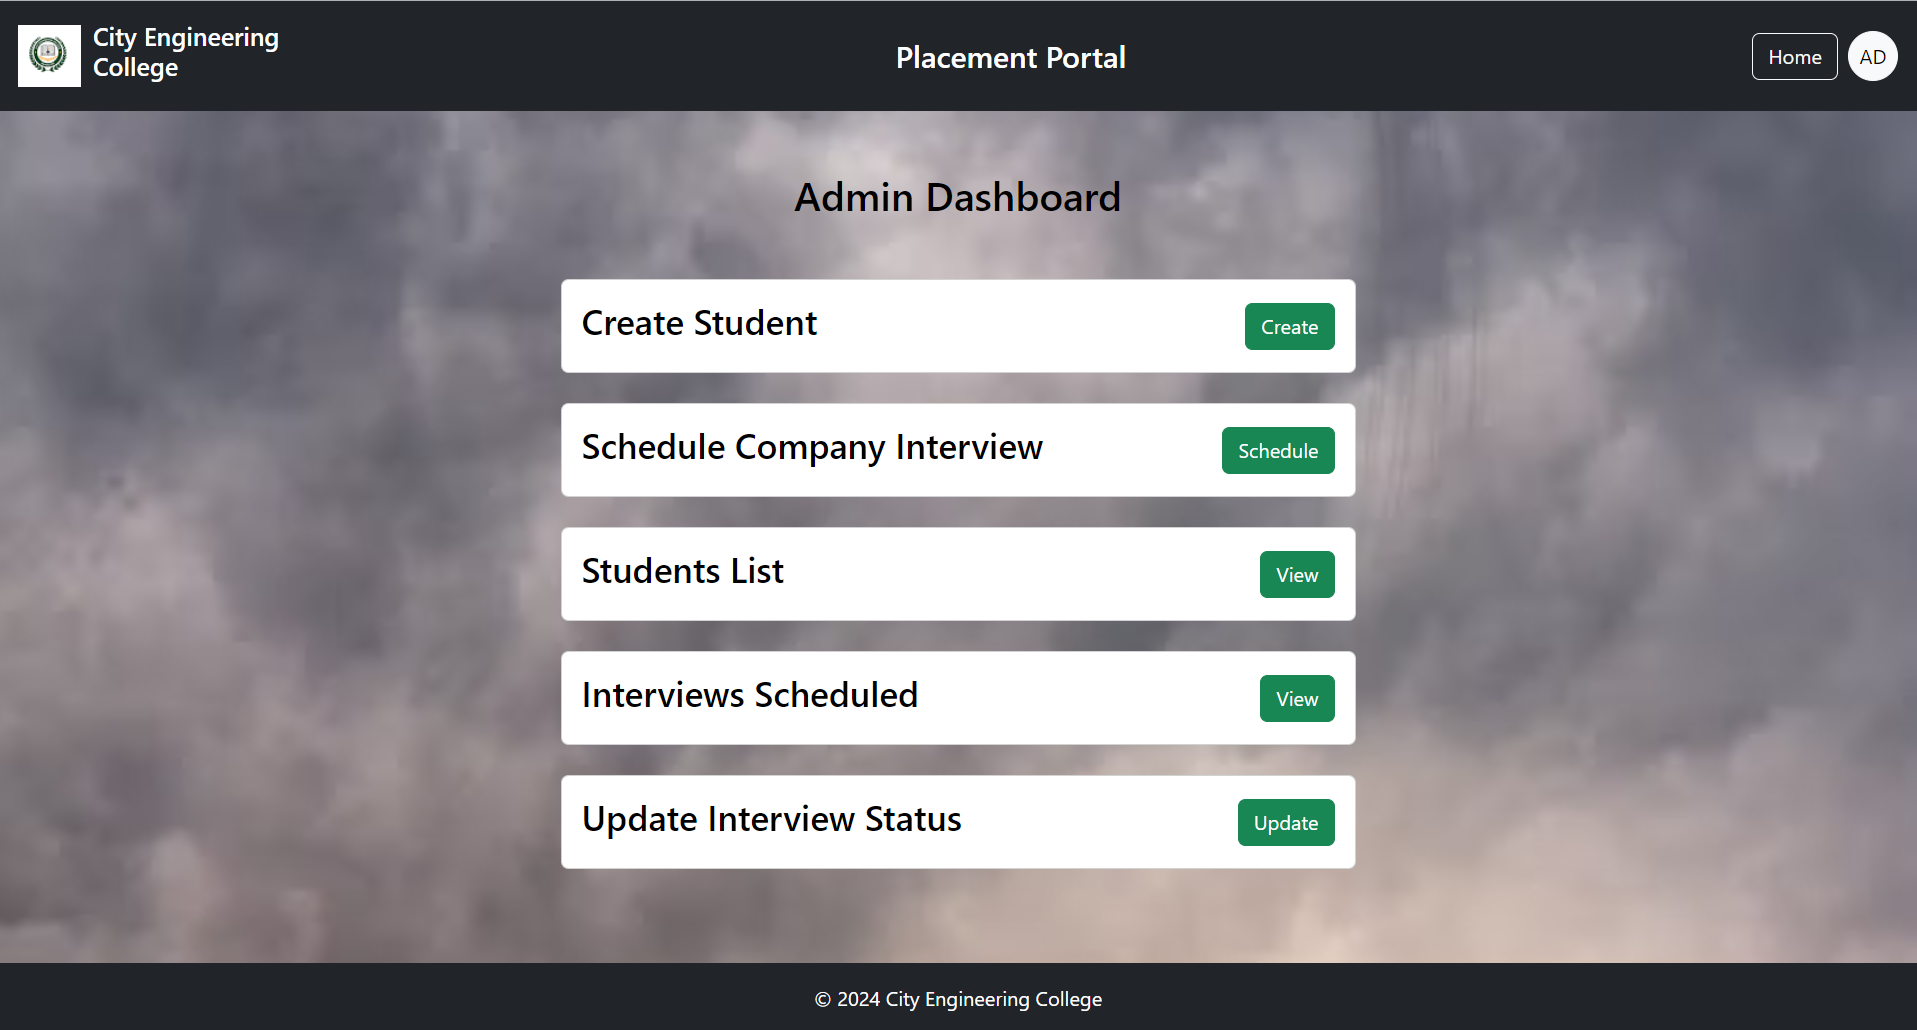 City Engineering
College
Placement Portal
Home
AD
Admin Dashboard
Create Student
Create
Schedule Company Interview
Schedule
Students List
View
Interviews Scheduled
View
Update Interview Status
Update
© 2024 City Engineering College